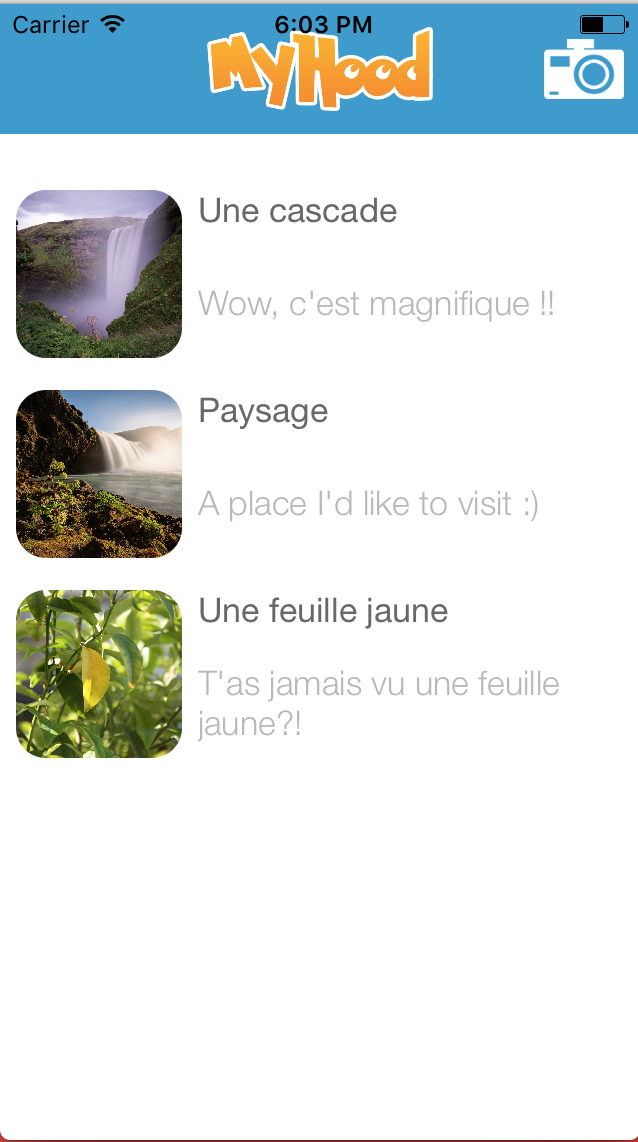 Carrier 6:03 PM
MyHood
Une cascade
Wow, c'est magnifique !!
Paysage
A place I'd like to visit :)
Une feuille jaune
T'as jamais vu une feuille
jaune?!